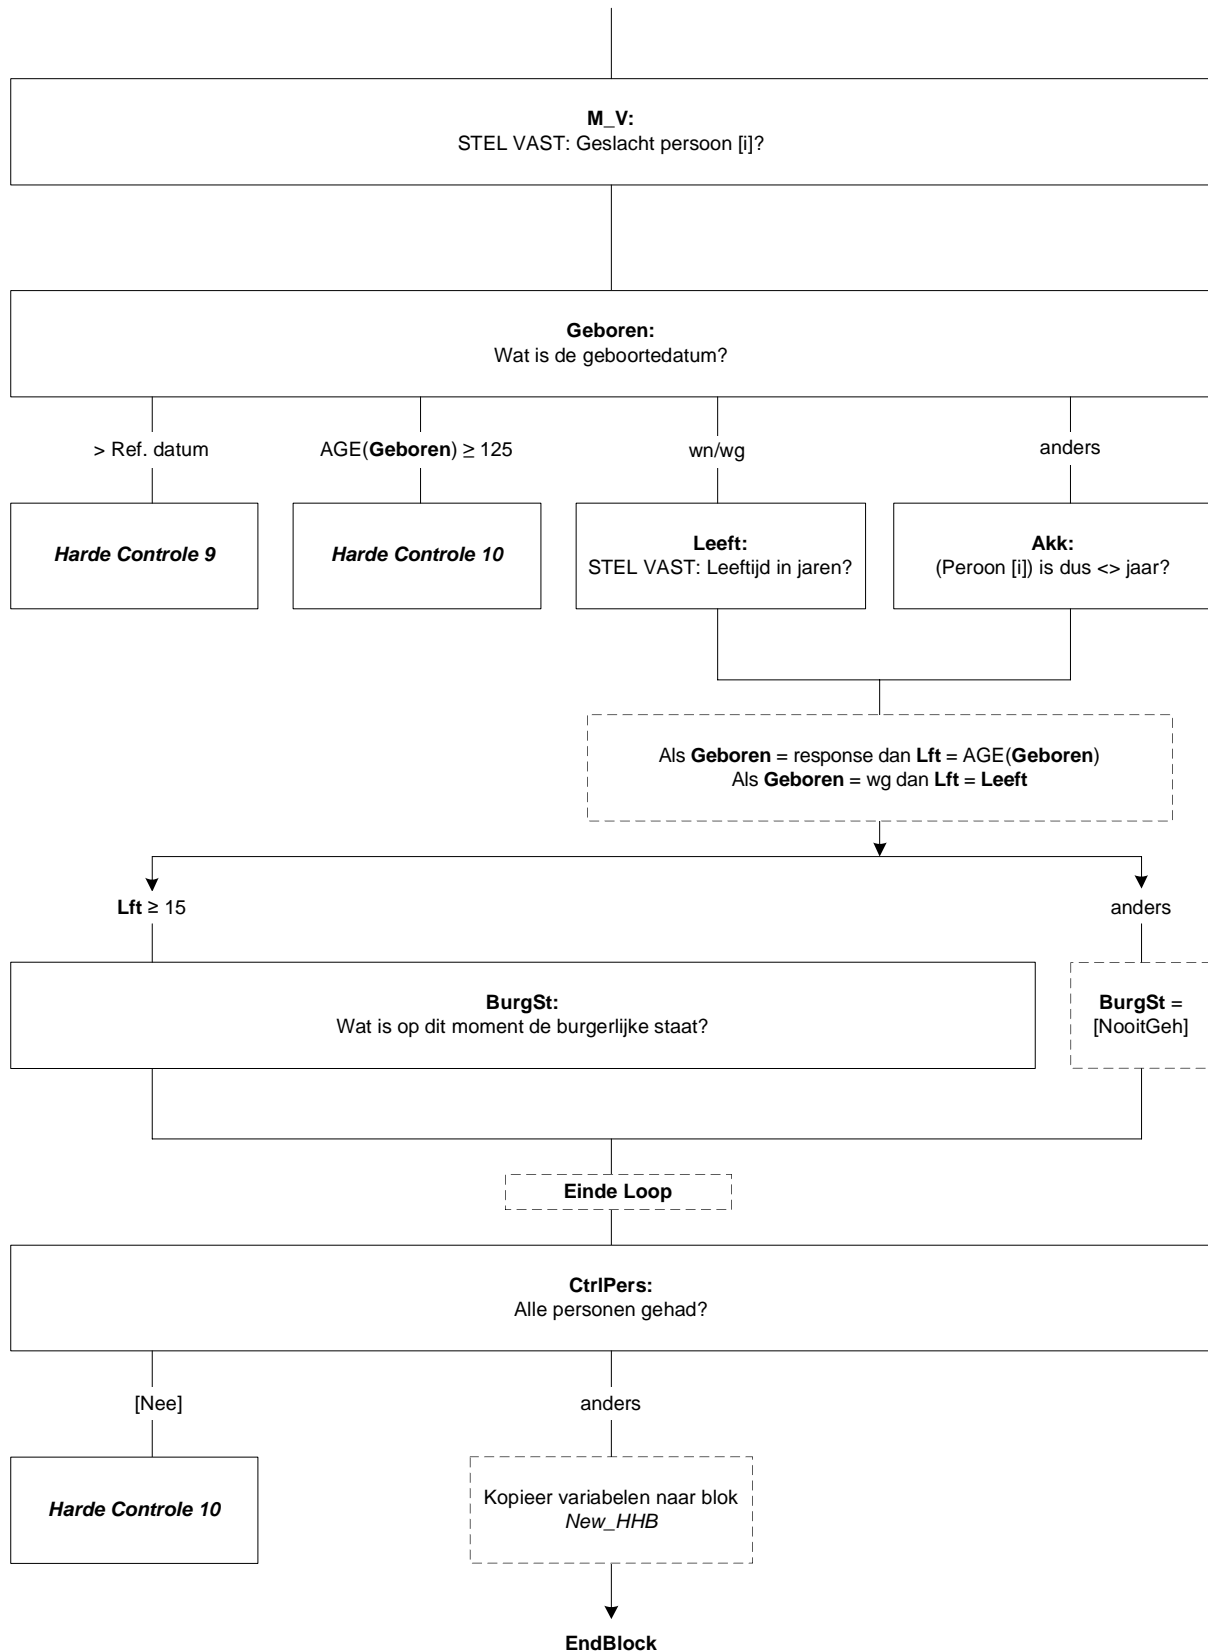 M_V:
STEL VAST: Geslacht persoon [i]?
Geboren:
Wat is de geboortedatum?
> Ref. datum
AGE(Geboren) ≥ 125
wn/wg
anders
Harde Controle 9
Harde Controle 10
Leeft:
STEL VAST: Leeftijd in jaren?
Akk:
(Peroon [i]) is dus <> jaar?
Als Geboren = response dan Lft = AGE(Geboren)
Als Geboren = wg dan Lft = Leeft
Lft ≥ 15
anders
BurgSt:
Wat is op dit moment de burgerlijke staat?
BurgSt =
[NooitGeh]
Einde Loop
CtrlPers:
Alle personen gehad?
[Nee]
anders
Harde Controle 10
Kopieer variabelen naar blok
New_HHB
EndBlock